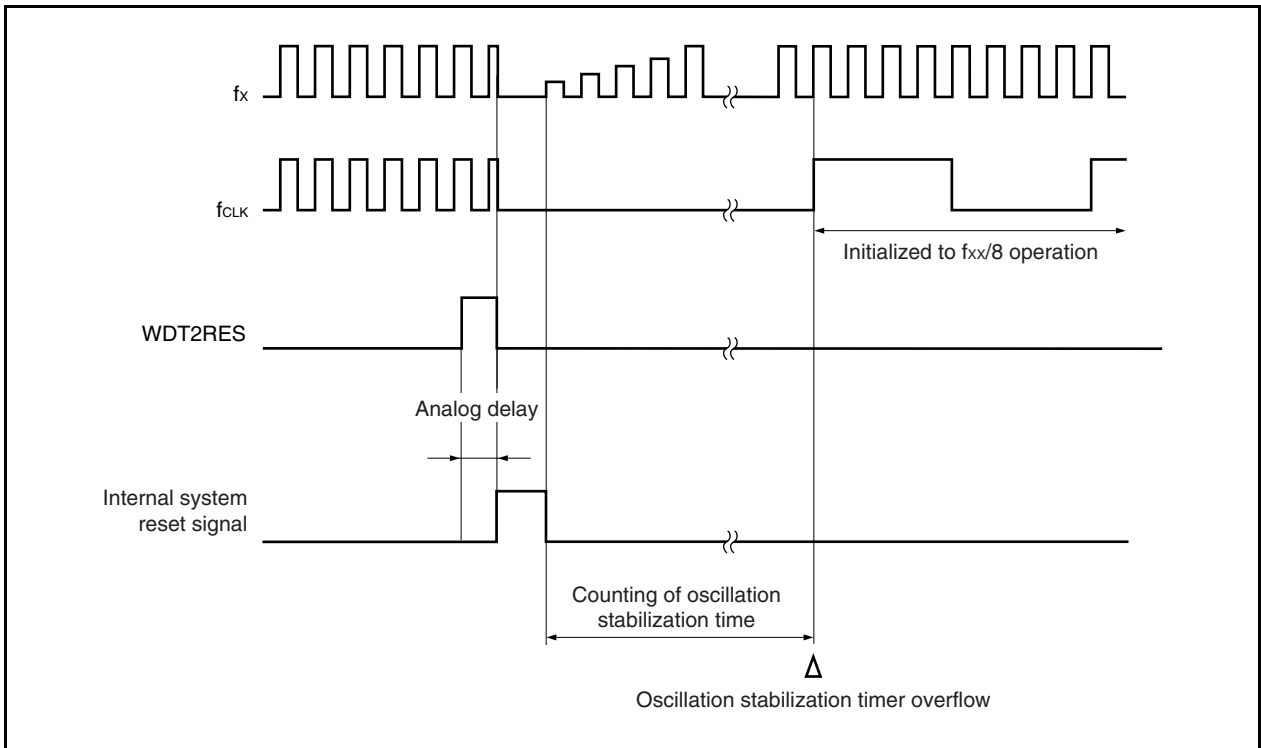 fX
fCLK
Initialized to fXX/8 operation
WDT2RES
Analog delay
Internal system
reset signal
Counting of oscillation
stabilization time
Oscillation stabilization timer overflow